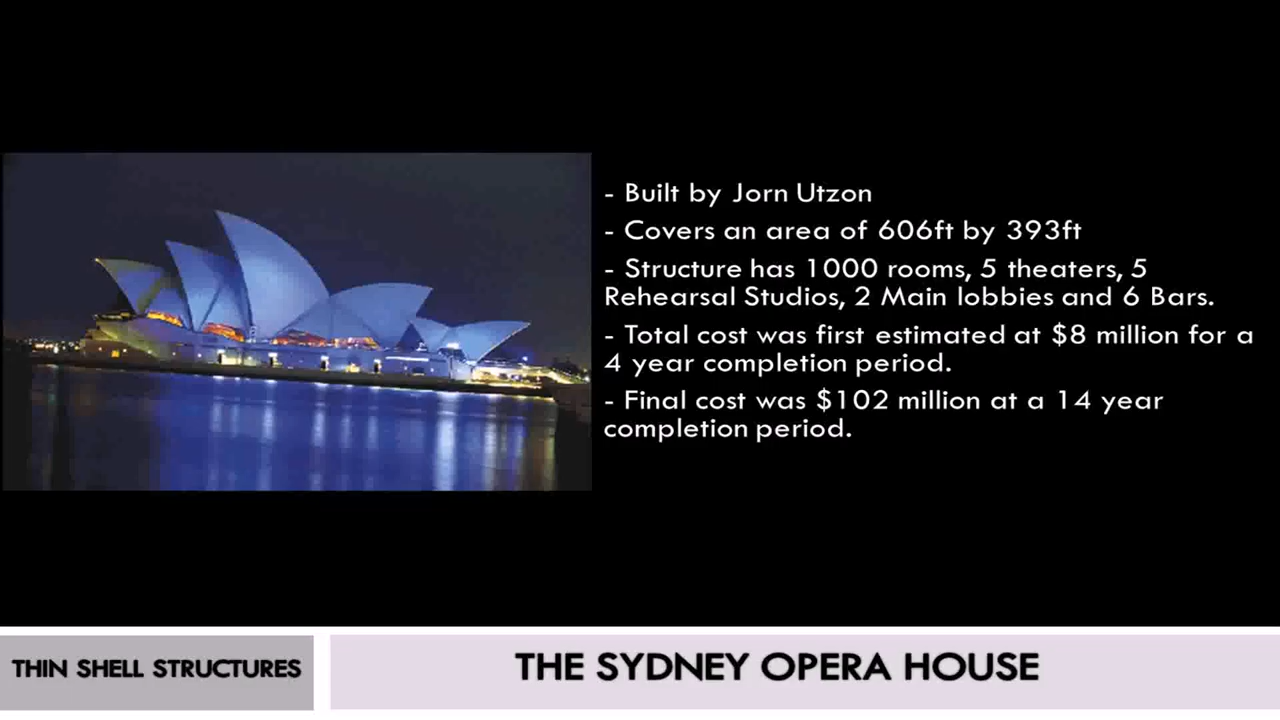 - Built by Jorn Utzon
- Covers an area of 606ft by 393ft
- Structure has 1000 rooms, 5 theaters, 5
Rehearsal Studios, 2 Main lobbies and 6 Bars.
- Total cost was first estimated at $8 million for a
4 year completion period.
- Final cost was $102 million at a 14 year
completion period.
THIN SHELL STRUCTURES
THE SYDNEY OPERA HOUSE